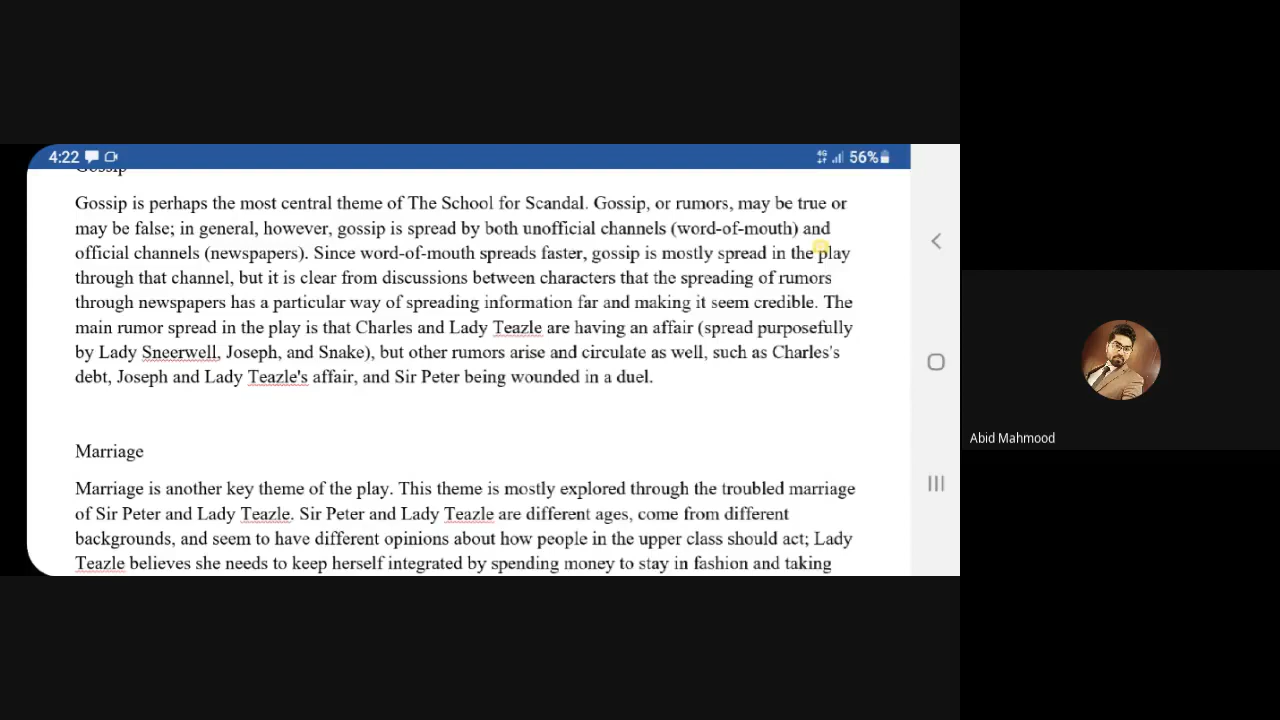 4:22
56%
Gossip
Gossip is perhaps the most central theme of The School for Scandal. Gossip, or rumors, may be true or
may be false; in general, however, gossip is spread by both unofficial channels (word-of-mouth) and
official channels (newspapers). Since word-of-mouth spreads faster, gossip is mostly spread in the play
through that channel, but it is clear from discussions between characters that the spreading of rumors
through newspapers has a particular way of spreading information far and making it seem credible. The
main rumor spread in the play is that Charles and Lady Teazle are having an affair (spread purposefully
by Lady Sneerwell, Joseph, and Snake), but other rumors arise and circulate as well, such as Charles's
debt, Joseph and Lady Teazle's affair, and Sir Peter being wounded in a duel.
Marriage
Marriage is another key theme of the play. This theme is mostly explored through the troubled marriage
of Sir Peter and Lady Teazle. Sir Peter and Lady Teazle are different ages, come from different
backgrounds, and seem to have different opinions about how people in the upper class should act; Lady
Teazle believes she needs to keep herself integrated by spending money to stay in fashion and taking
Abid Mahmood